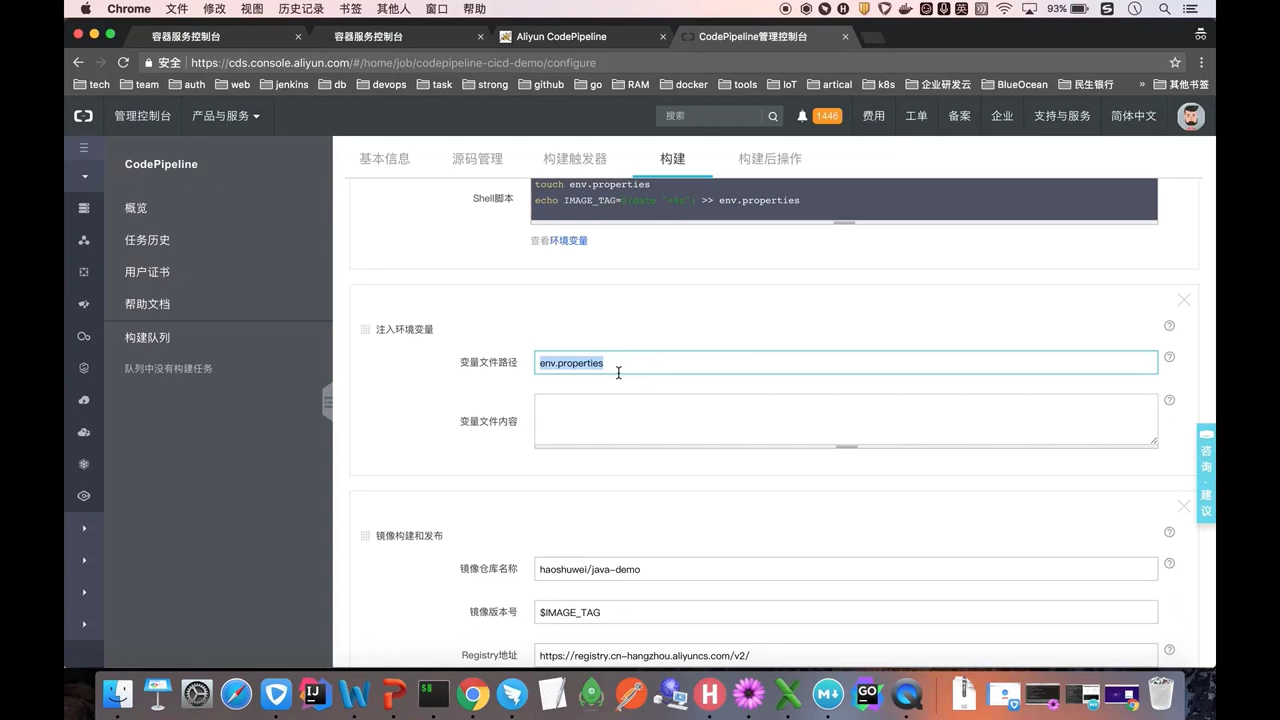 Chrome 文件 修改 视图 历史记录 书签 其他人 窗口 帮助 93%
容器服务控制台 容器服务控制台 Aliyun CodePipeline CodePipeline管理控制台
安全 https://cds.console.aliyun.com/#/home/job/codepipeline-cicd-demo/configure
tech team auth web jenkins db devops task strong github go RAM docker tools IoT artical k8s 企业研发云 BlueOcean 民生银行 » 其他书签
管理控制台 产品与服务 搜索 1446 费用 工单 备案 企业 支持与服务 简体中文
CodePipeline
概览
任务历史
用户证书
帮助文档
构建队列
队列中没有构建任务
基本信息 源码管理 构建触发器 构建 构建后操作
touch env.properties
Shell脚本
echo IMAGE_TAG=$(date "+%s") >> env.properties
查看环境变量
注入环境变量
变量文件路径 env.properties
变量文件内容
镜像构建和发布
镜像仓库名称 haoshuwei/java-demo
镜像版本号 $IMAGE_TAG
Registry地址 https://registry.cn-hangzhou.aliyuncs.com/v2/
咨询·建议